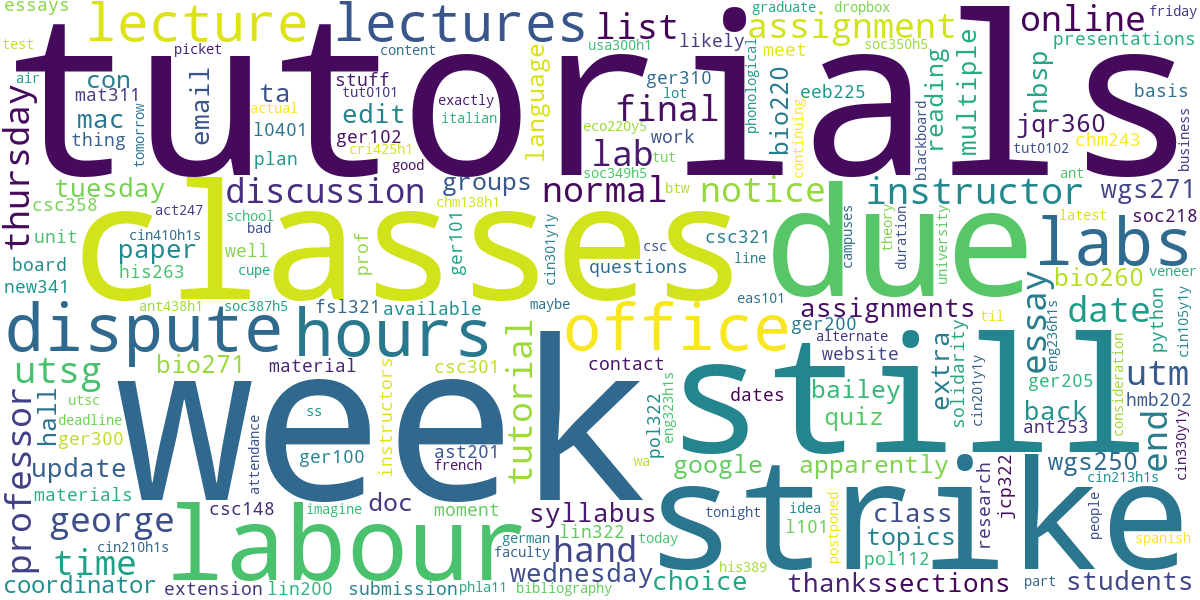 essays
lecture
lectures
list
likely
graduate
dropbox
assignment
online
friday
test
picket
content
usa300h1
meet
soc350h5
presentations
tutorials
air
con
mat311
mac
thing
thursday
tomorrow
email
ta
actual
l0401
plan
stuff
tut0101
edit
ger102
cri425h1
good
exactly
italian
language
eco220y5
ger310
lot
final
work
lab
tut
phonological
bio220
continuing
eeb225
blackboard
reading
multiple
nbsp
jqr360
tut0102
chm243
basis
business
ant
tuesday
csc358
act247
discussion
school
bad
groups
chm138h1
normal
soc349h5
btw
notice
instructor
wgs271
latest
soc218
unit
cin410h1s
well
cupe
classes
prof
ger101
cin301y1y
csc
questions
csc321
line
due
campuses
theory
duration
university
labs
paper
board
his263
new341
bio260
veneer
ant438h1
soc387h5
fsl321
available
maybe
eas101
assignments
essay
eng236h1s
date
til
python
cin105y1y
dispute
hours
office
ger200
alternate
website
utsg
bio271
material
tutorial
csc301
contact
still
extra
solidarity
cin201y1y
ger205
consideration
utm
hmb202
professor
hall
utsc
deadline
ger300
week
ss
instructors
dates
bailey
quiz
back
ant253
end
cin330y1y
update
attendance
ger100
ast201
french
wa
pol322
eng323h1s
google
apparently
wgs250
cin213h1s
materials
csc148
imagine
doc
moment
syllabus
strike
tonight
idea
l101
postponed
class
topics
pol112
research
jcp322
people
spanish
george
cin210h1s
time
labour
lin322
german
faculty
hand
today
coordinator
extension
lin200
submission
phla11
wednesday
bibliography
choice
his389
thankssections
part
students